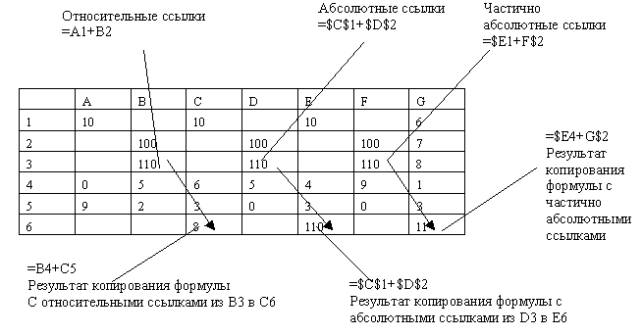 Относительные ссылки
=A1+B2
Абсолютные ссылки
=$C$1+$D$2
Частично
абсолютные ссылки
=$E1+F$2
A B C D E F G
1 10 10 10 6
2 100 100 100 7
3 110 110 110 8
4 0 5 6 5 4 9 1
5 9 2 3 0 3 0 3
6 8 110 11
=$E4+G$2
Результат
копирования
формулы с
частично
абсолютными
ссылками
=B4+C5
Результат копирования формулы
С относительными ссылками из B3 в C6
=$C$1+$D$2
Результат копирования формулы с
абсолютными ссылками из D3 в E6